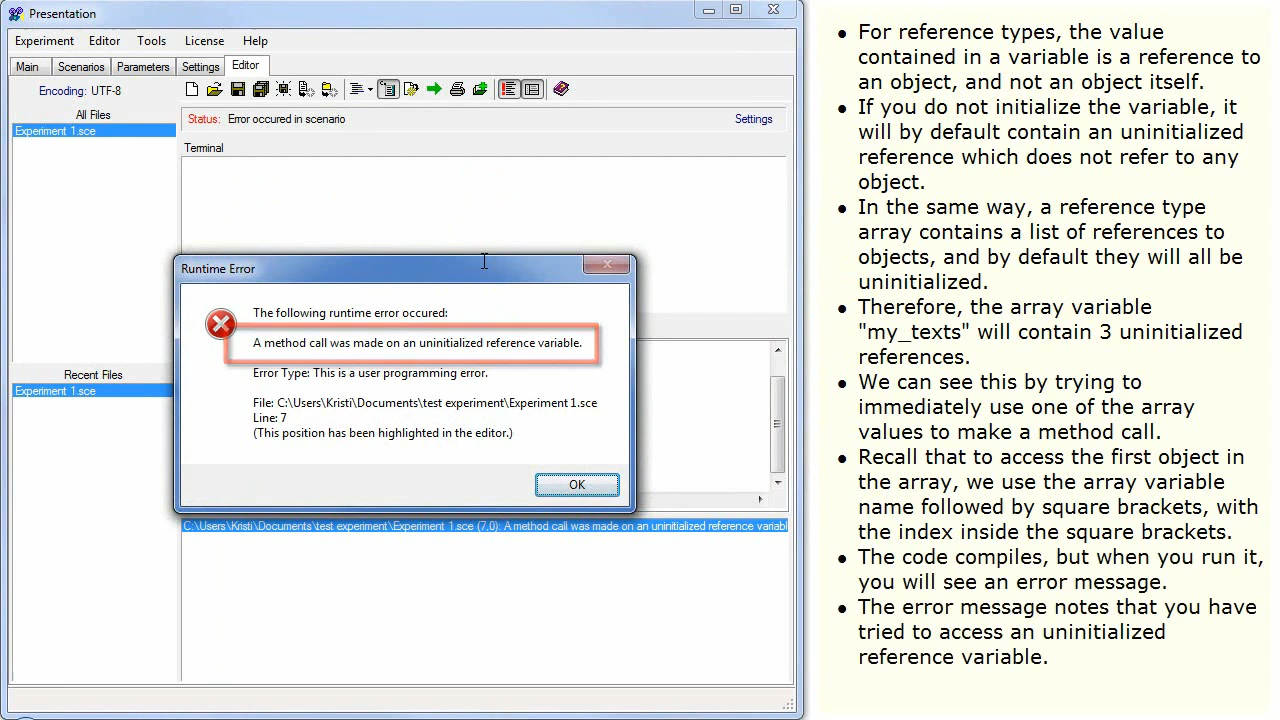 Presentation
Experiment Editor Tools License Help
Main Scenarios Parameters Settings Editor
Encoding: UTF-8
All Files
Experiment 1.sce
Recent Files
Experiment 1.sce
Status: Error occured in scenario Settings
Terminal
Runtime Error
The following runtime error occured:
A method call was made on an uninitialized reference variable.
Error Type: This is a user programming error.
File: C:\Users\Kristi\Documents\test experiment\Experiment 1.sce
Line: 7
(This position has been highlighted in the editor.)
OK
C:\Users\Kristi\Documents\test experiment\Experiment 1.sce (7,0): A method call was made on an uninitialized reference variabl
• For reference types, the value
contained in a variable is a reference to
an object, and not an object itself.
• If you do not initialize the variable, it
will by default contain an uninitialized
reference which does not refer to any
object.
• In the same way, a reference type
array contains a list of references to
objects, and by default they will all be
uninitialized.
• Therefore, the array variable
"my_texts" will contain 3 uninitialized
references.
• We can see this by trying to
immediately use one of the array
values to make a method call.
• Recall that to access the first object in
the array, we use the array variable
name followed by square brackets, with
the index inside the square brackets.
• The code compiles, but when you run it,
you will see an error message.
• The error message notes that you have
tried to access an uninitialized
reference variable.